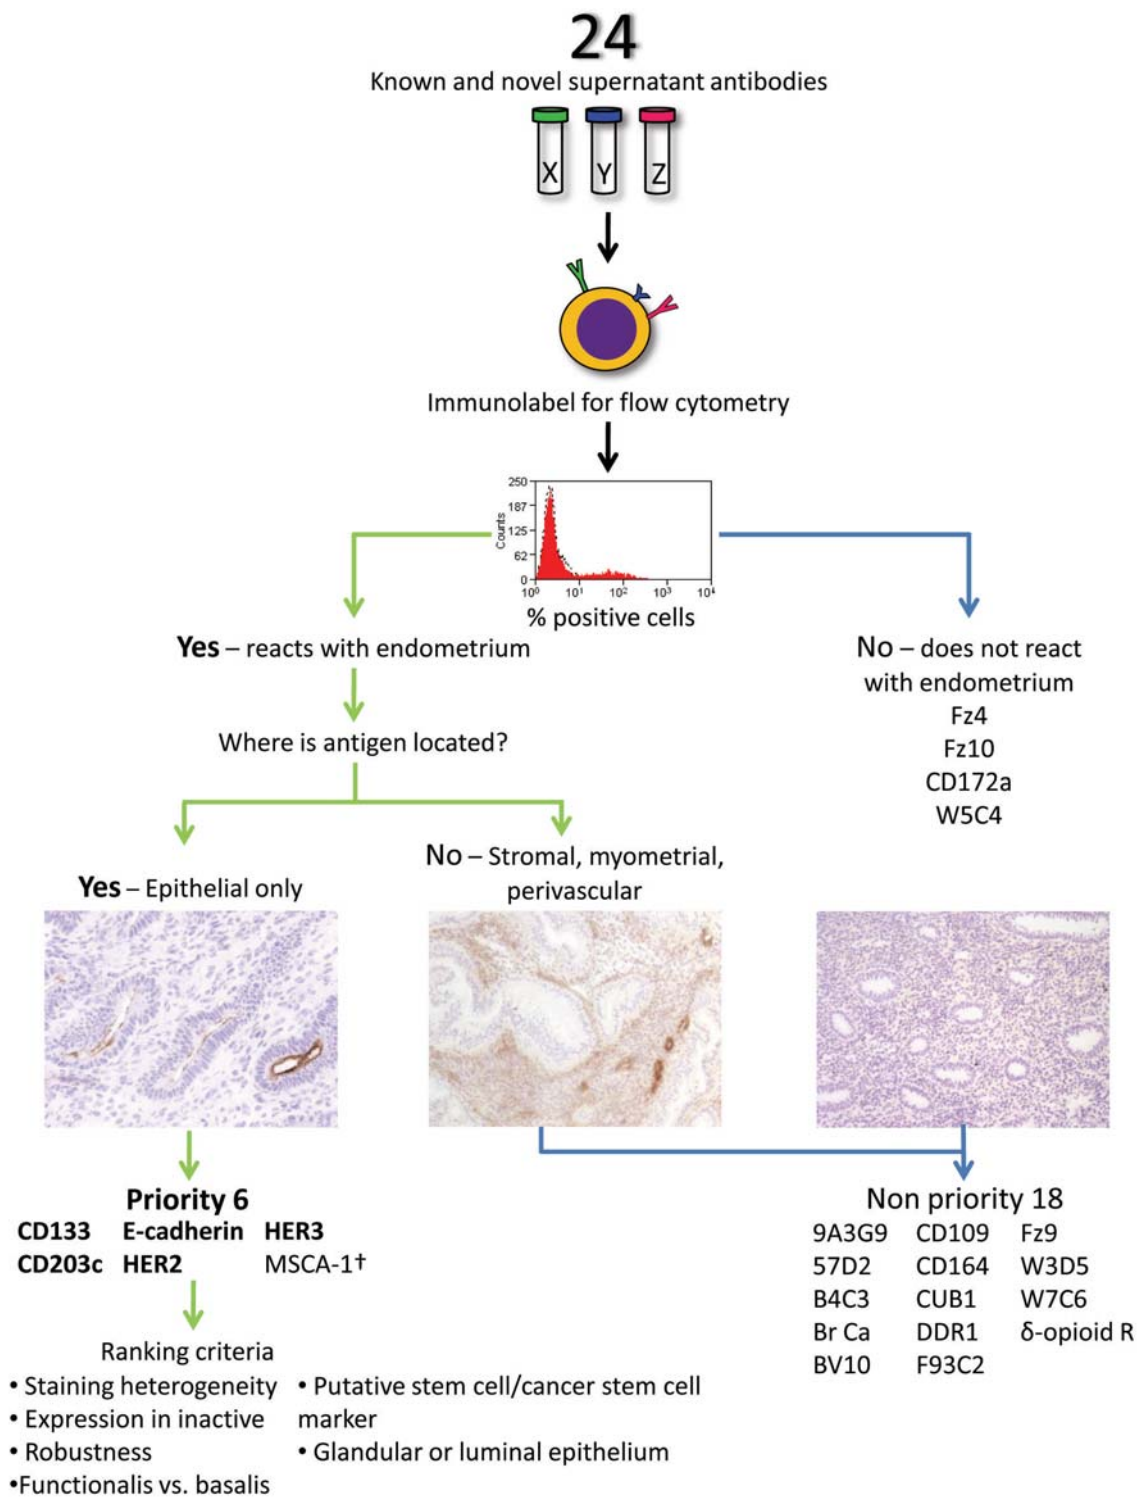 24
Known and novel supernatant antibodies
X Y Z
Immunolabel for flow cytometry
250
187
125
62
0
Counts
10⁰ 10¹ 10² 10³ 10⁴
% positive cells
Yes – reacts with endometrium
No – does not react
with endometrium
Fz4
Fz10
CD172a
W5C4
Where is antigen located?
Yes – Epithelial only
No – Stromal, myometrial,
perivascular
Priority 6
CD133 E-cadherin HER3
CD203c HER2 MSCA-1†
Non priority 18
9A3G9 CD109 Fz9
57D2 CD164 W3D5
B4C3 CUB1 W7C6
Br Ca DDR1 δ-opioid R
BV10 F93C2
Ranking criteria
• Staining heterogeneity
• Expression in inactive
• Robustness
•Functionalis vs. basalis
• Putative stem cell/cancer stem cell
marker
• Glandular or luminal epithelium